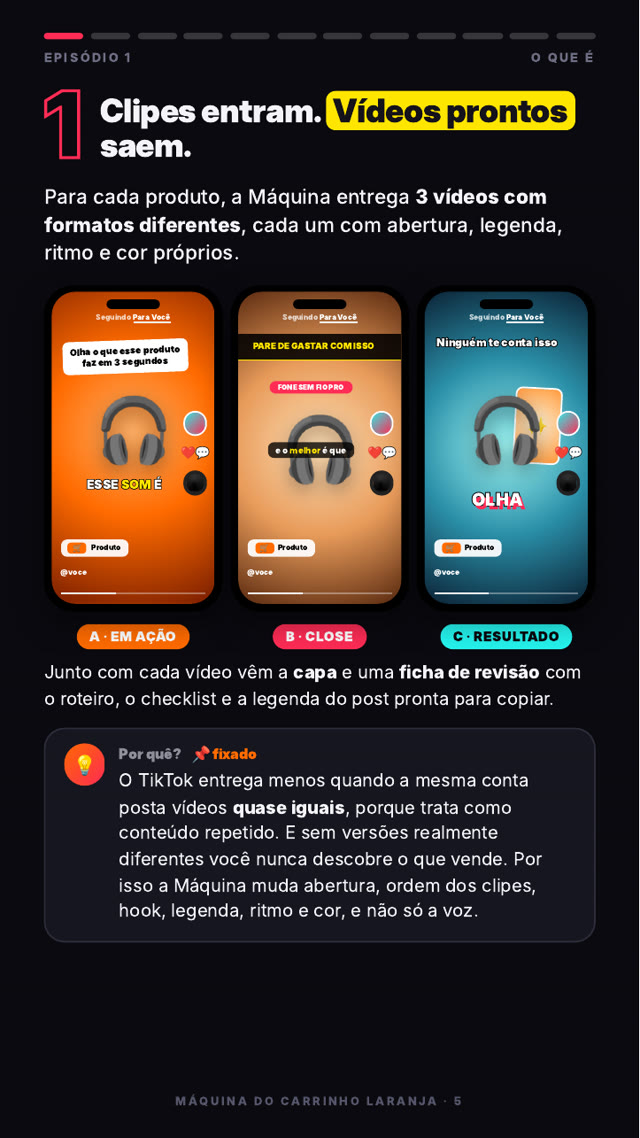 EPISÓDIO 1
O QUE É
1
Clipes entram. Vídeos prontos
saem.
Para cada produto, a Máquina entrega 3 vídeos com
formatos diferentes, cada um com abertura, legenda,
ritmo e cor próprios.
Seguindo Para Você
Olha o que esse produto
faz em 3 segundos
ESSE SOM É
Produto
@voce
A · EM AÇÃO
Seguindo Para Você
PARE DE GASTAR COM ISSO
FONE SEM FIO PRO
e o melhor é que
Produto
@voce
B · CLOSE
Seguindo Para Você
Ninguém te conta isso
OLHA
Produto
@voce
C · RESULTADO
Junto com cada vídeo vêm a capa e uma ficha de revisão com
o roteiro, o checklist e a legenda do post pronta para copiar.
Por quê? 📌 fixado
O TikTok entrega menos quando a mesma conta
posta vídeos quase iguais, porque trata como
conteúdo repetido. E sem versões realmente
diferentes você nunca descobre o que vende. Por
isso a Máquina muda abertura, ordem dos clipes,
hook, legenda, ritmo e cor, e não só a voz.
MÁQUINA DO CARRINHO LARANJA · 5